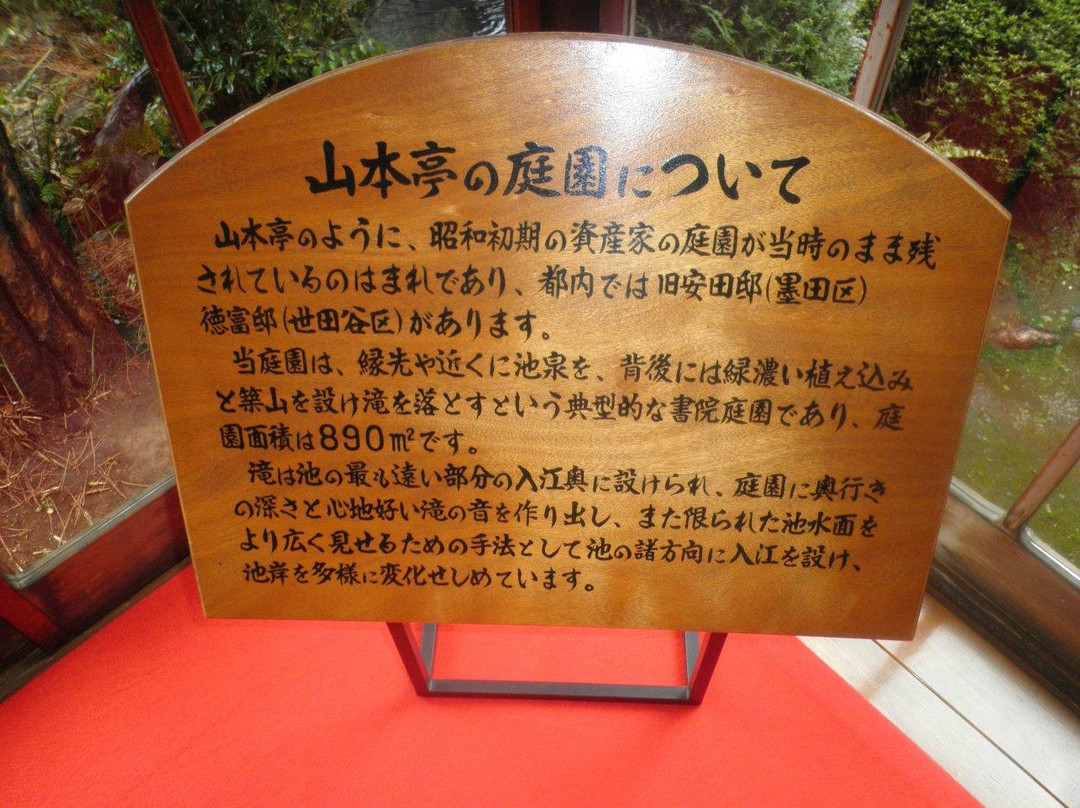 山本亭の庭園について
山本亭のように、昭和初期の資産家の庭園が当時のまま残
されているのはまれであり、都内では旧安田邸(墨田区)
徳富邸(世田谷区)があります。
当庭園は、縁先や近くに池泉を、背後には緑濃い植え込み
と築山を設け滝を落とすという典型的な書院庭園であり、庭
園面積は890㎡です。
滝は池の最も遠い部分の入江奥に設けられ、庭園に奥行き
の深さと心地好い滝の音を作り出し、また限られた池水面を
より広く見せるための手法として池の諸方向に入江を設け、
池岸を多様に変化せしめています。